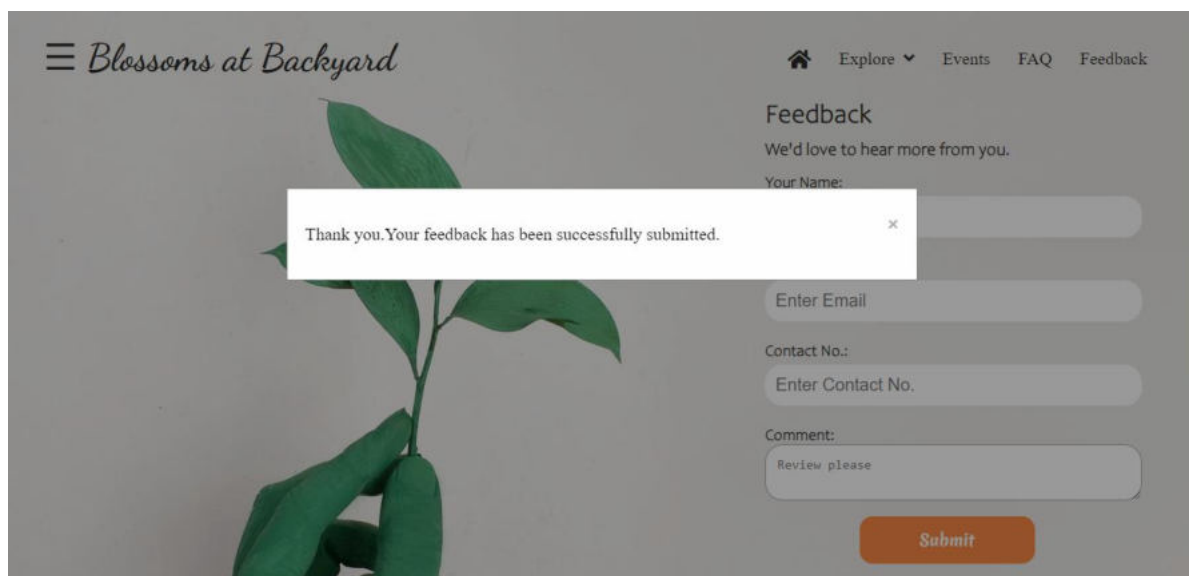 ☰ Blossoms at Backyard
Explore Events FAQ Feedback
Feedback
We'd love to hear more from you.
Your Name:
Thank you.Your feedback has been successfully submitted. ×
Enter Email
Contact No.:
Enter Contact No.
Comment:
Review please
Submit